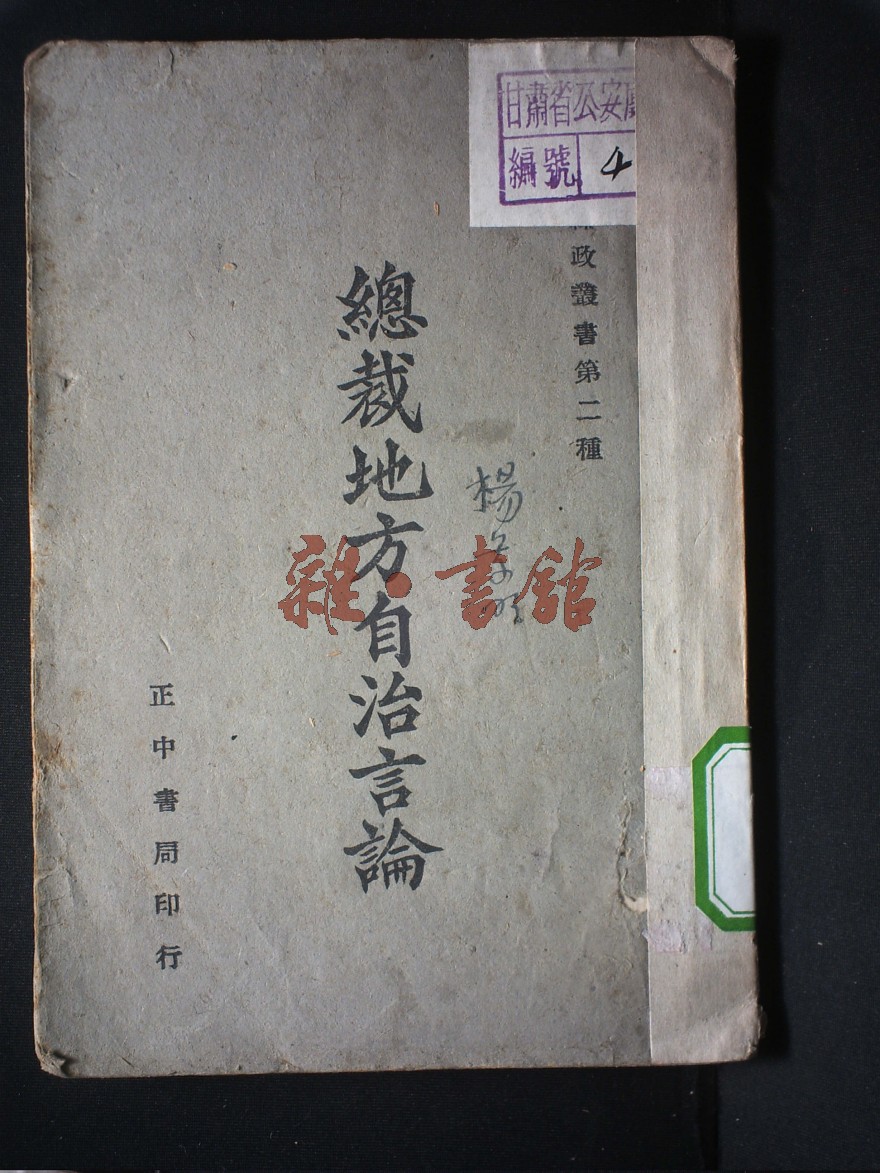 甘肅省公安
編號 4
政叢書第二種
總裁地方自治言論
楊
雜·書館
正中書局印行